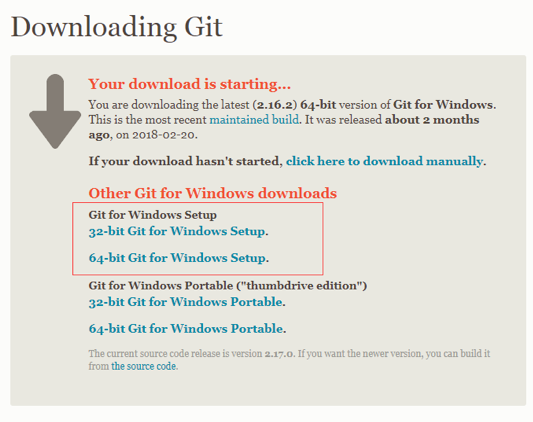 Downloading Git
Your download is starting...
You are downloading the latest (2.16.2) 64-bit version of Git for Windows.
This is the most recent maintained build. It was released about 2 months
ago, on 2018-02-20.
If your download hasn't started, click here to download manually.
Other Git for Windows downloads
Git for Windows Setup
32-bit Git for Windows Setup.
64-bit Git for Windows Setup.
Git for Windows Portable ("thumbdrive edition")
32-bit Git for Windows Portable.
64-bit Git for Windows Portable.
The current source code release is version 2.17.0. If you want the newer version, you can build it
from the source code.